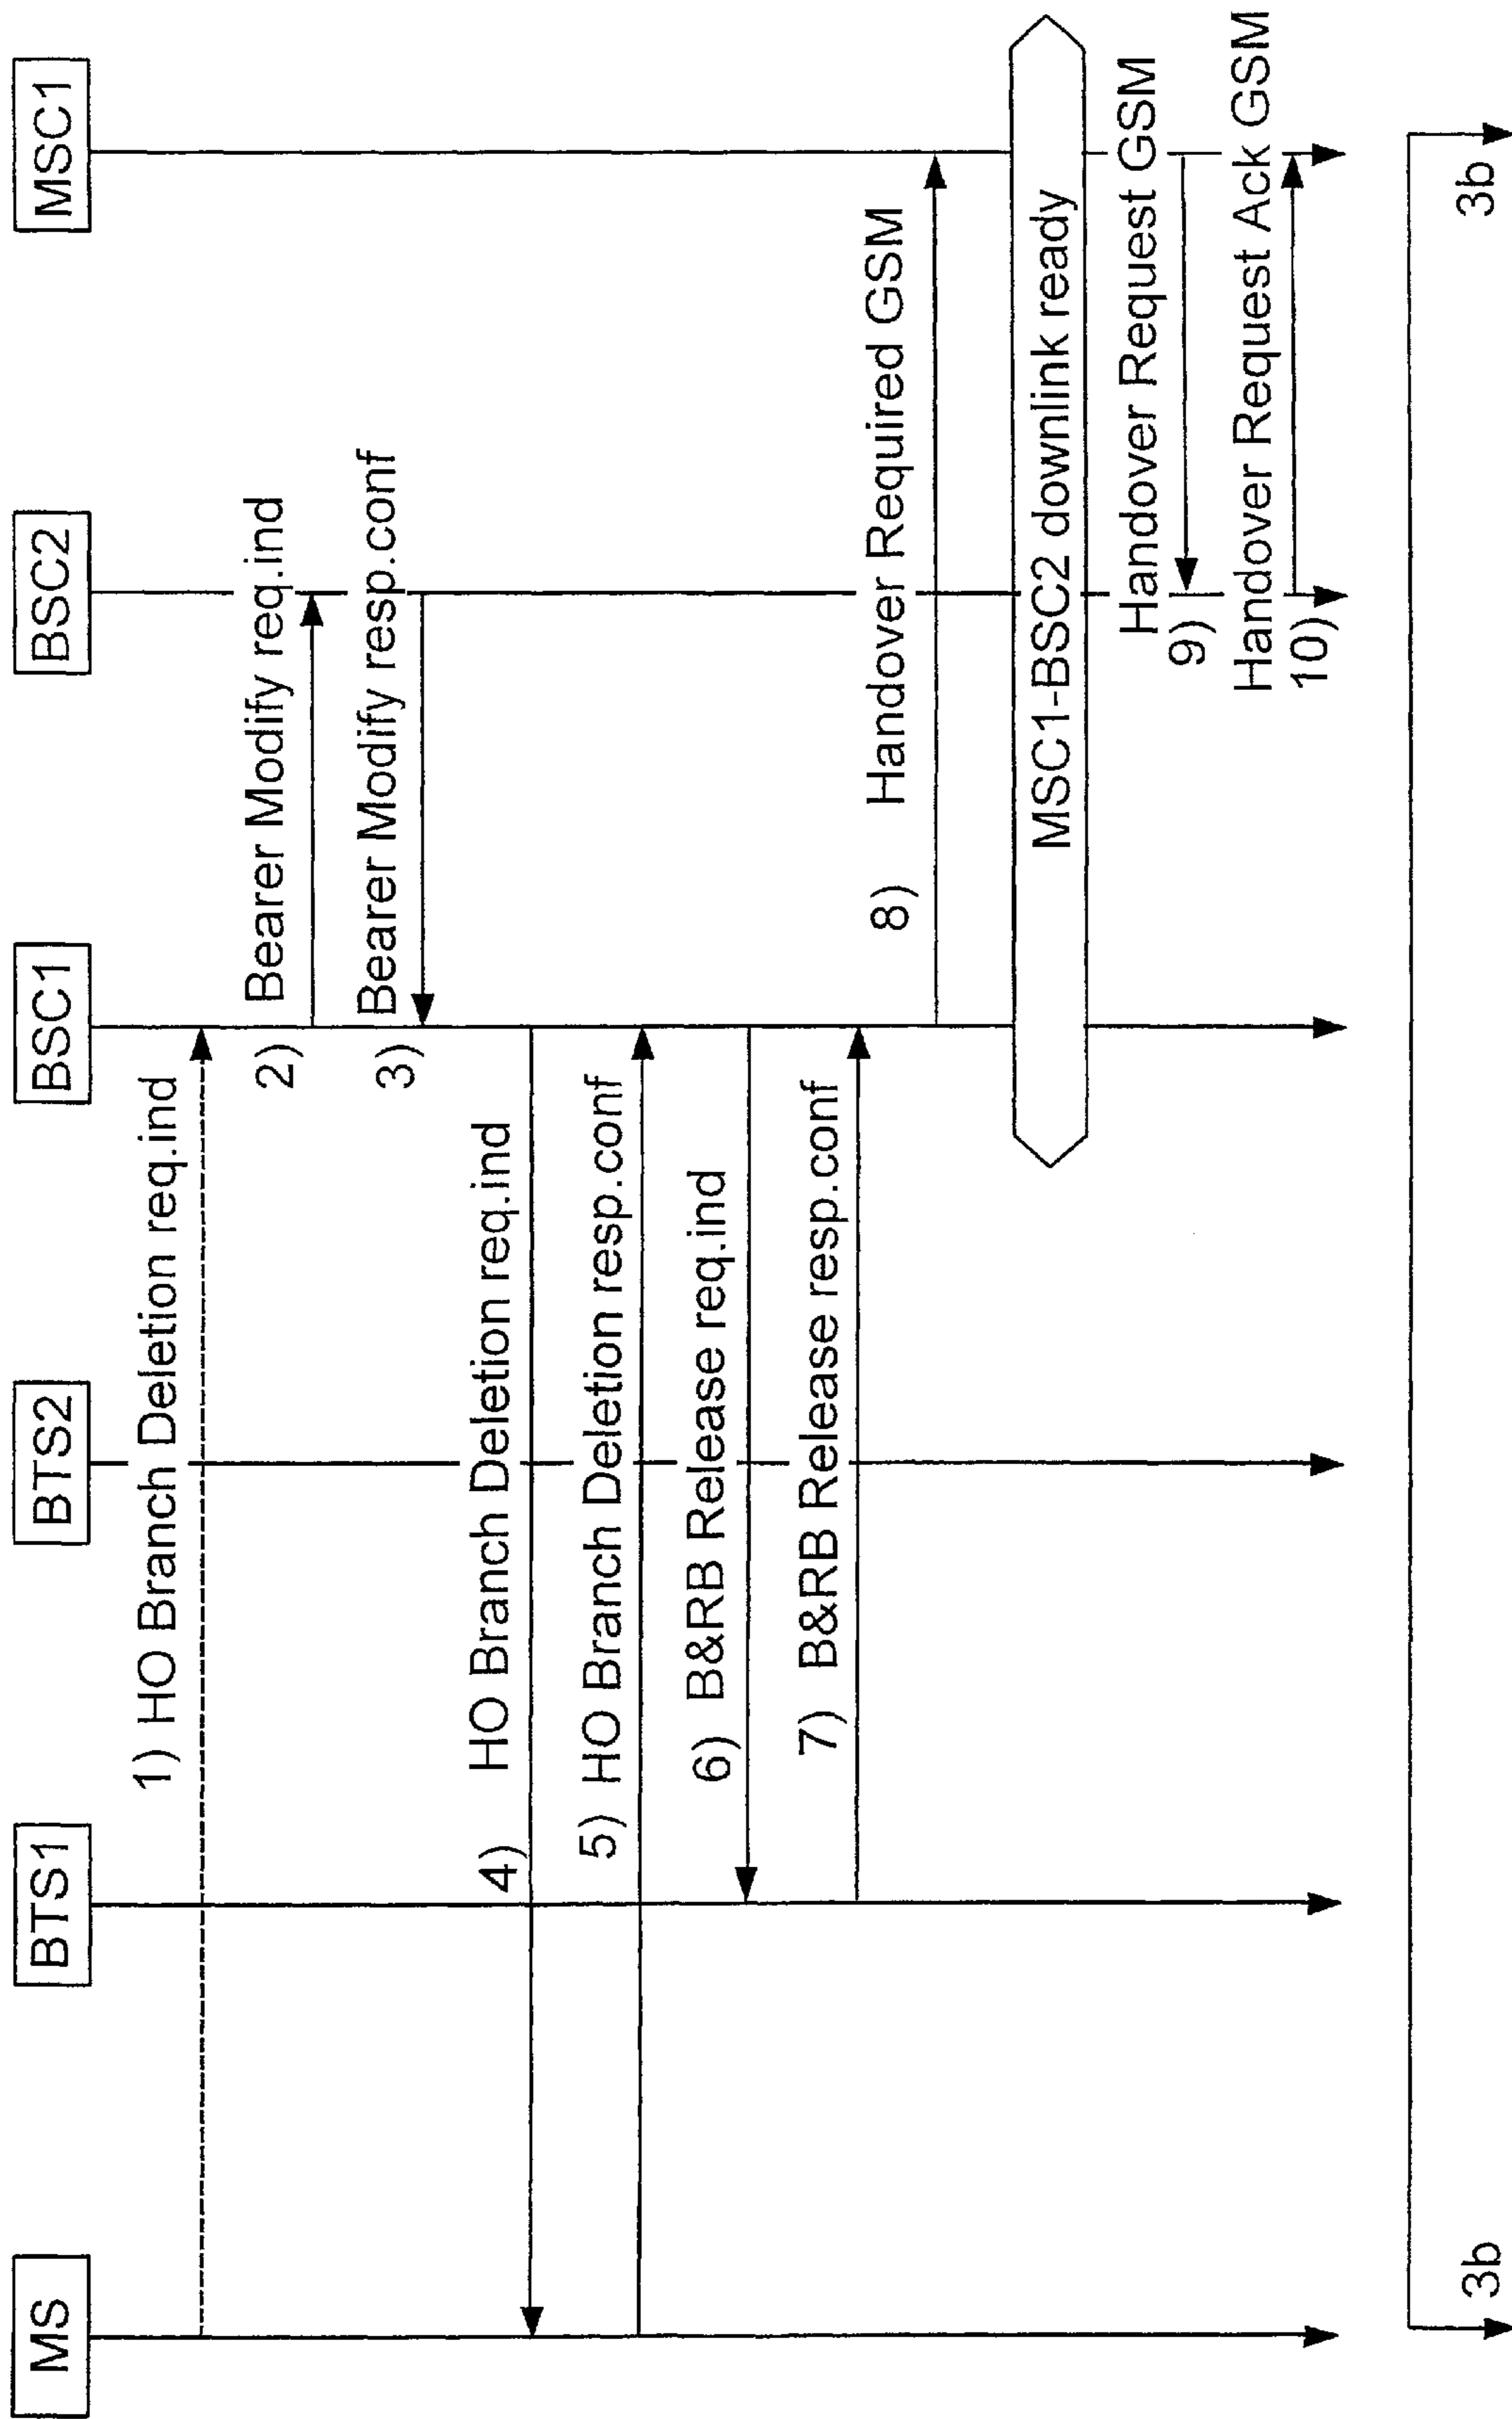 MS
BTS1
BTS2
BSC1
BSC2
MSC1
1) HO Branch Deletion req.ind
2) Bearer Modify req.ind
3) Bearer Modify resp.conf
4) HO Branch Deletion req.ind
5) HO Branch Deletion resp.conf
6) B&RB Release req.ind
7) B&RB Release resp.conf
8) Handover Required GSM
MSC1-BSC2 downlink ready
Handover Request GSM
9)
Handover Request Ack GSM
10)
3b
3b